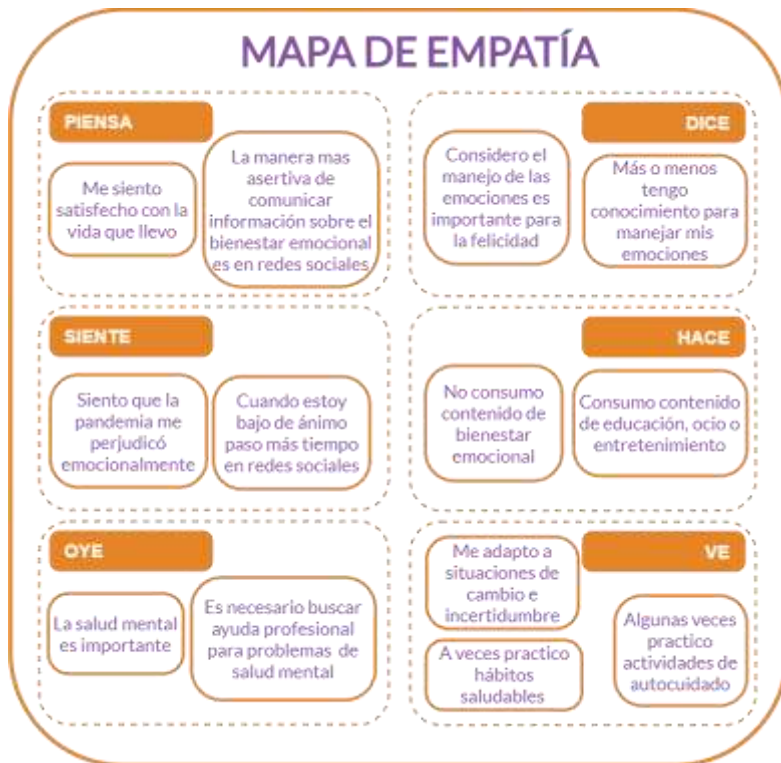 MAPA DE EMPATÍA
PIENSA
Me siento
satisfecho con la
vida que llevo
La manera mas
asertiva de
comunicar
información sobre el
bienestar emocional
es en redes sociales
DICE
Considero el
manejo de las
emociones es
importante para
la felicidad
Más o menos
tengo
conocimiento para
manejar mis
emociones
SIENTE
Siento que la
pandemia me
perjudicó
emocionalmente
Cuando estoy
bajo de ánimo
paso más tiempo
en redes sociales
HACE
No consumo
contenido de
bienestar
emocional
Consumo contenido
de educación, ocio o
entretenimiento
OYE
La salud mental
es importante
Es necesario buscar
ayuda profesional
para problemas de
salud mental
VE
Me adapto a
situaciones de
cambio e
incertidumbre
A veces practico
hábitos
saludables
Algunas veces
practico
actividades de
autocuidado